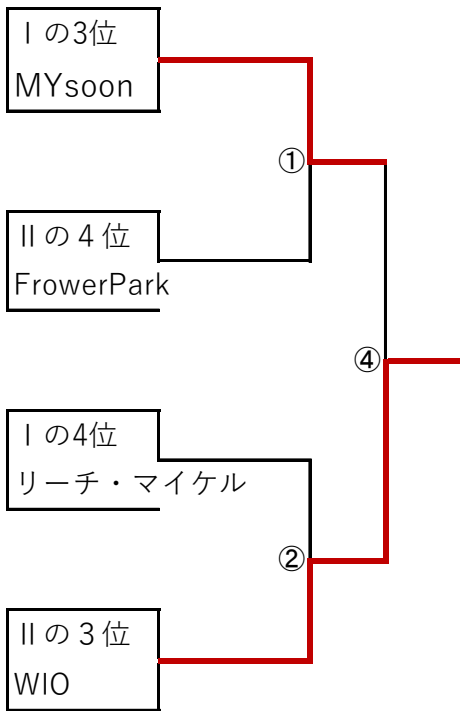 Ⅰの3位
MYsoon
①
Ⅱの４位
FrowerPark
④
Ⅰの4位
リーチ・マイケル
②
Ⅱの３位
WIO